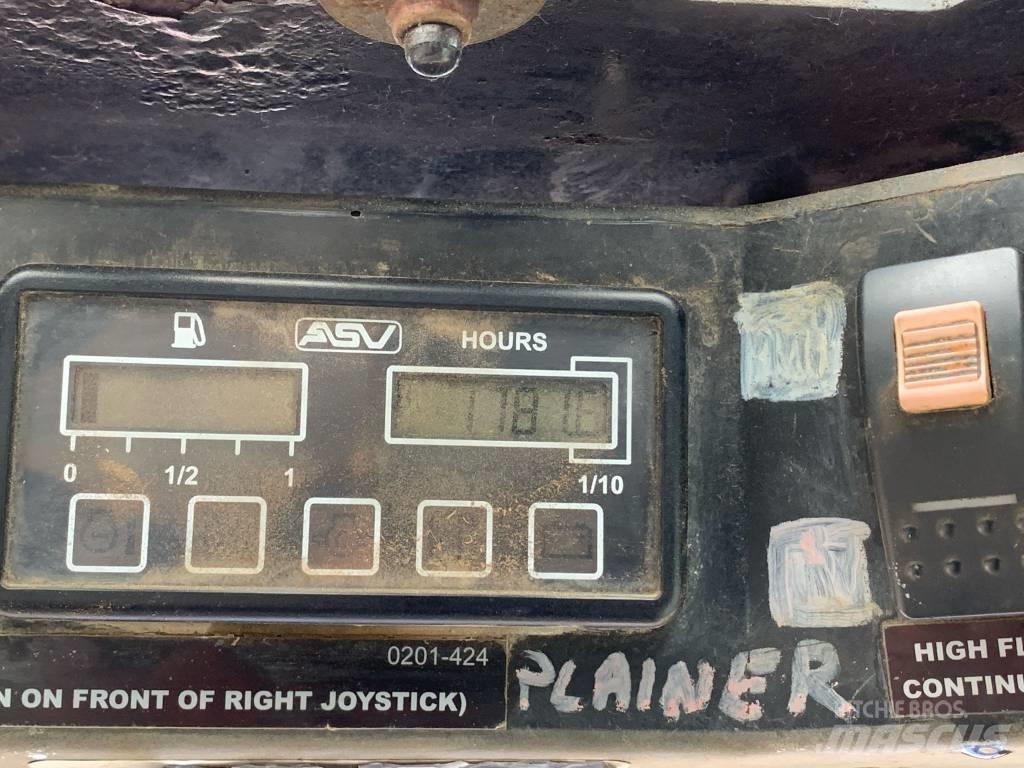 ASV
HOURS
1781
0 1/2 1
1/10
0201-424
N ON FRONT OF RIGHT JOYSTICK)
PLAINER
HIGH FL
CONTINU
RITCHIE BROS.
MASCUS